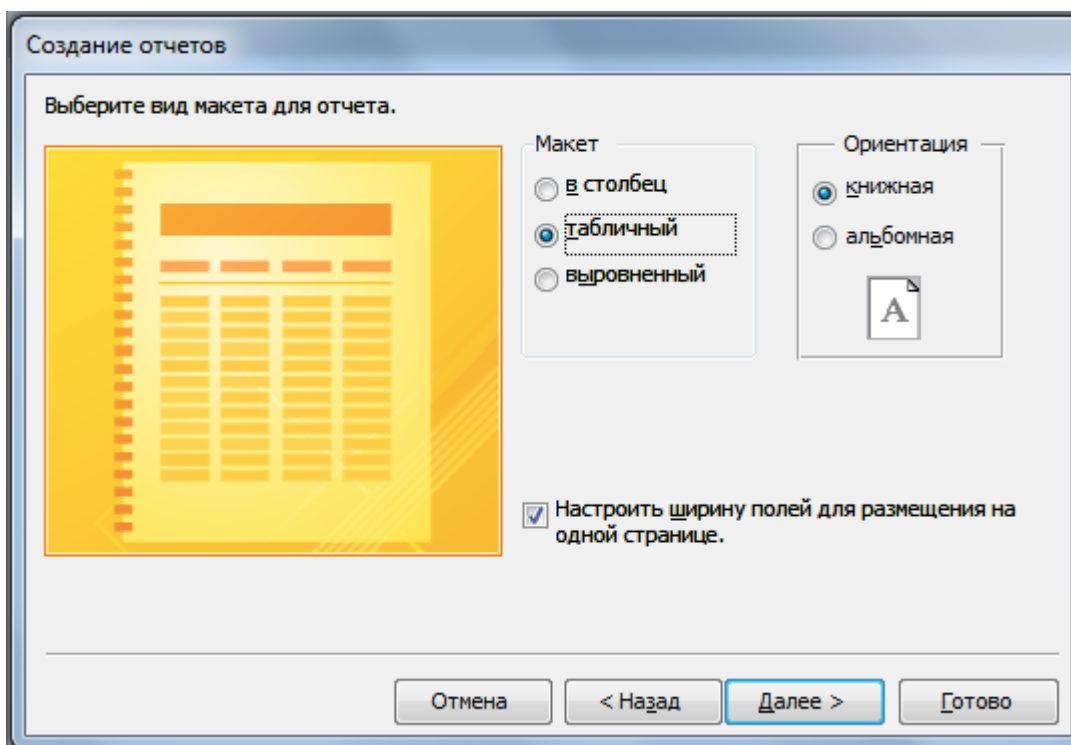 Создание отчетов
Выберите вид макета для отчета.
Макет
в столбец
табличный
выровненный
Ориентация
книжная
альбомная
A
Настроить ширину полей для размещения на
одной странице.
Отмена
< Назад
Далее >
Готово